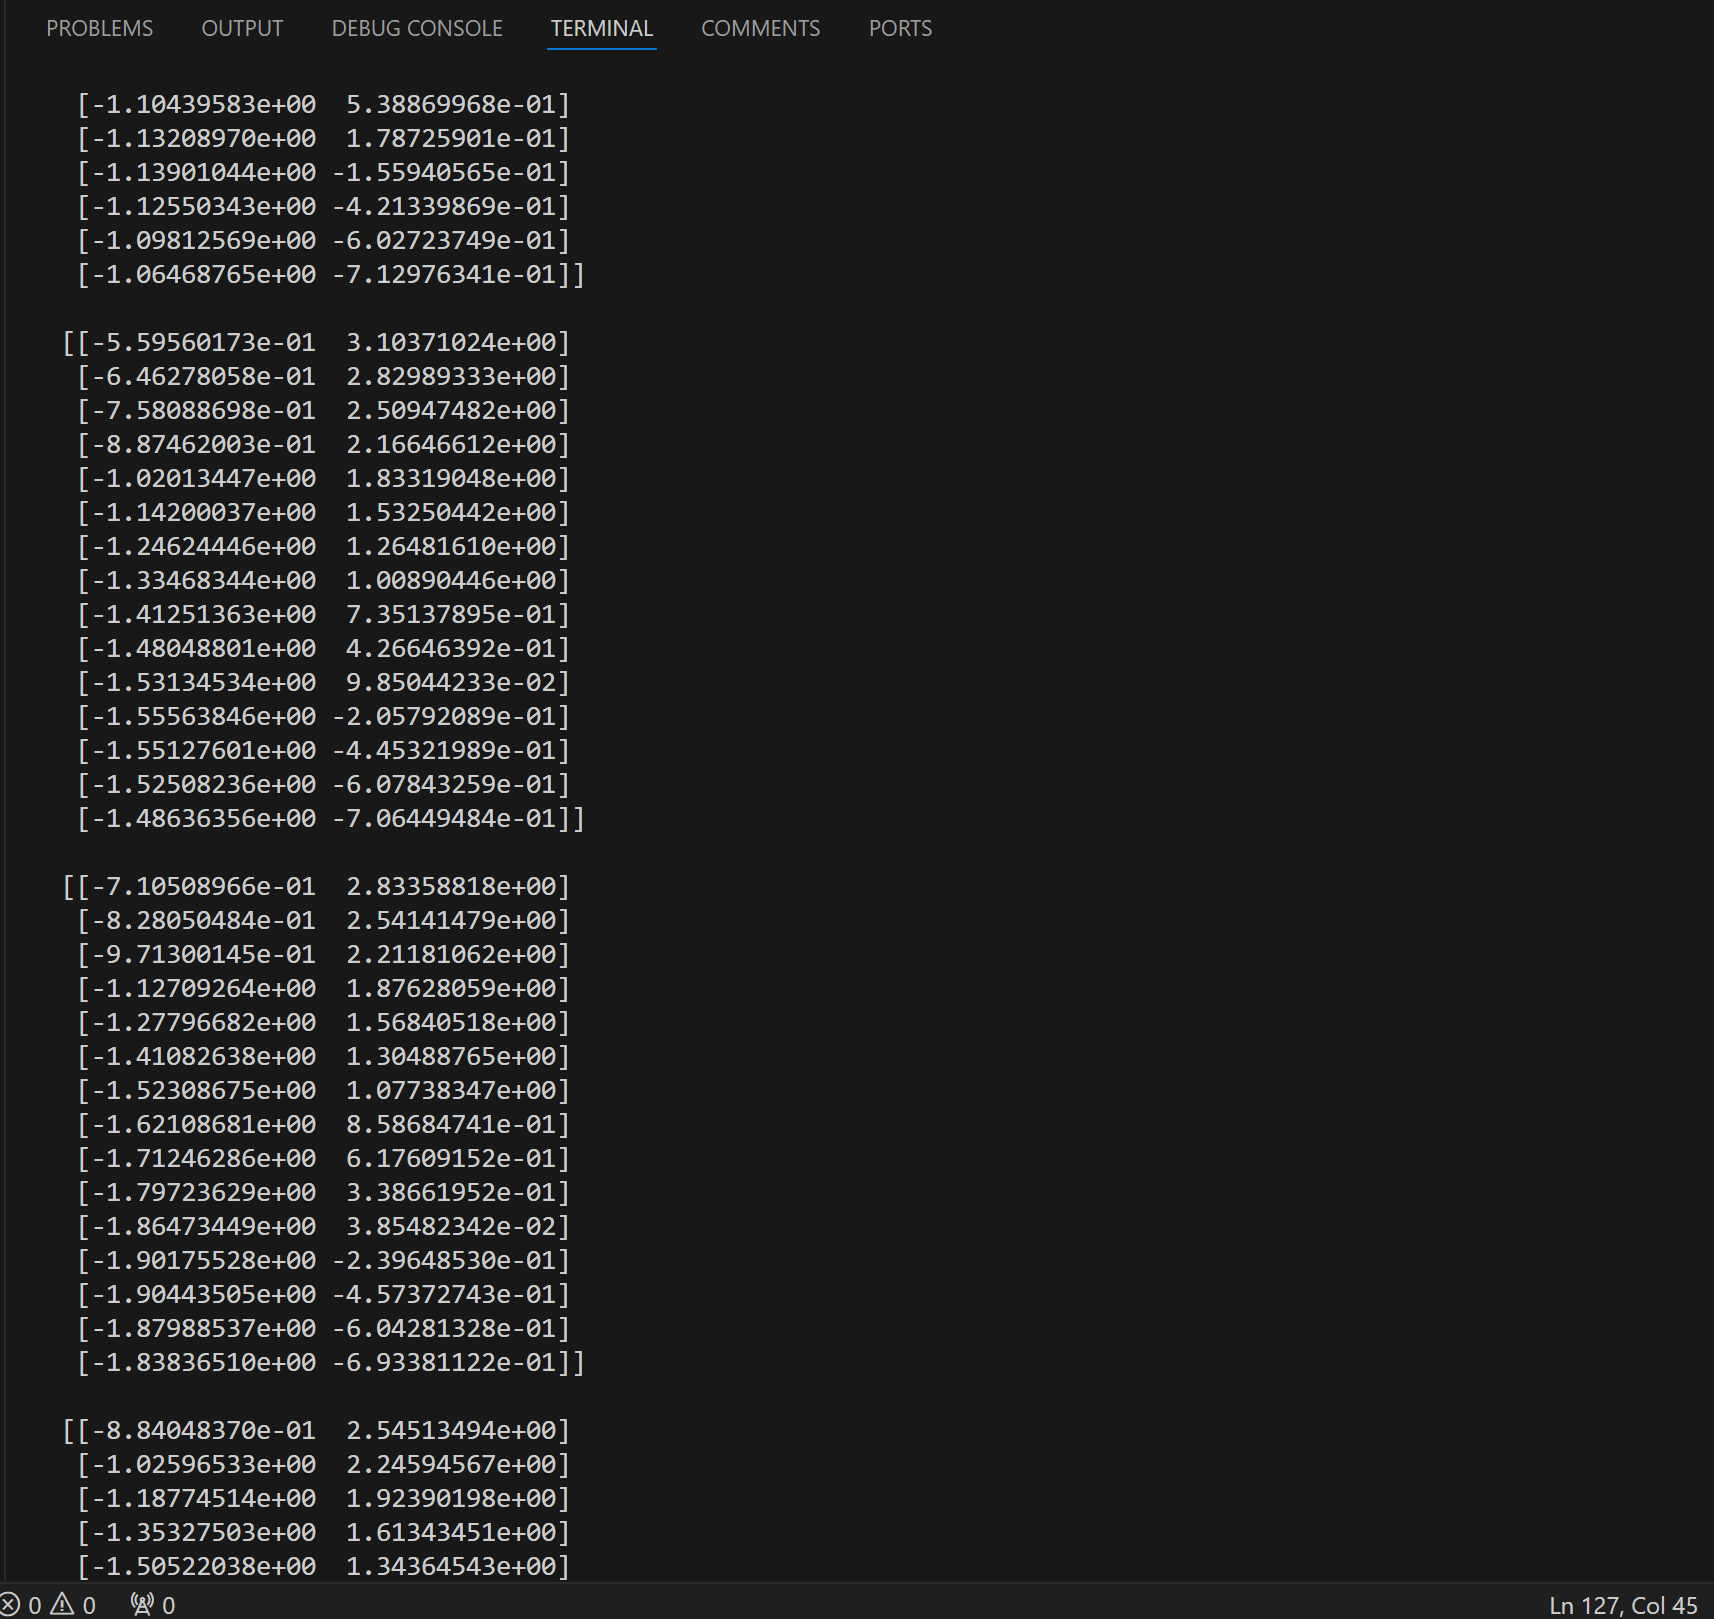 PROBLEMS OUTPUT DEBUG CONSOLE TERMINAL COMMENTS PORTS
[-1.10439583e+00  5.38869968e-01]
[-1.13208970e+00  1.78725901e-01]
[-1.13901044e+00 -1.55940565e-01]
[-1.12550343e+00 -4.21339869e-01]
[-1.09812569e+00 -6.02723749e-01]
[-1.06468765e+00 -7.12976341e-01]]
[[-5.59560173e-01  3.10371024e+00]
[-6.46278058e-01  2.82989333e+00]
[-7.58088698e-01  2.50947482e+00]
[-8.87462003e-01  2.16646612e+00]
[-1.02013447e+00  1.83319048e+00]
[-1.14200037e+00  1.53250442e+00]
[-1.24624446e+00  1.26481610e+00]
[-1.33468344e+00  1.00890446e+00]
[-1.41251363e+00  7.35137895e-01]
[-1.48048801e+00  4.26646392e-01]
[-1.53134534e+00  9.85044233e-02]
[-1.55563846e+00 -2.05792089e-01]
[-1.55127601e+00 -4.45321989e-01]
[-1.52508236e+00 -6.07843259e-01]
[-1.48636356e+00 -7.06449484e-01]]
[[-7.10508966e-01  2.83358818e+00]
[-8.28050484e-01  2.54141479e+00]
[-9.71300145e-01  2.21181062e+00]
[-1.12709264e+00  1.87628059e+00]
[-1.27796682e+00  1.56840518e+00]
[-1.41082638e+00  1.30488765e+00]
[-1.52308675e+00  1.07738347e+00]
[-1.62108681e+00  8.58684741e-01]
[-1.71246286e+00  6.17609152e-01]
[-1.79723629e+00  3.38661952e-01]
[-1.86473449e+00  3.85482342e-02]
[-1.90175528e+00 -2.39648530e-01]
[-1.90443505e+00 -4.57372743e-01]
[-1.87988537e+00 -6.04281328e-01]
[-1.83836510e+00 -6.93381122e-01]]
[[-8.84048370e-01  2.54513494e+00]
[-1.02596533e+00  2.24594567e+00]
[-1.18774514e+00  1.92390198e+00]
[-1.35327503e+00  1.61343451e+00]
[-1.50522038e+00  1.34364543e+00]
0 0 0 Ln 127, Col 45